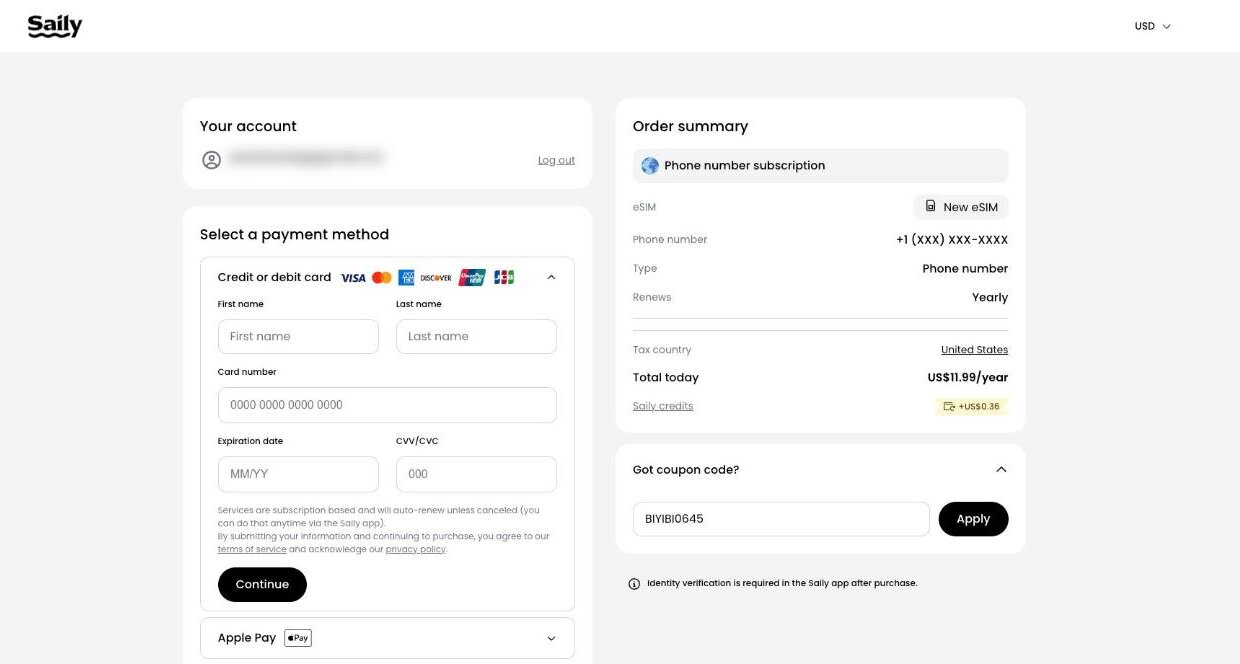 Saily
USD
Your account
Log out
Select a payment method
Credit or debit card VISA AMEX DISCOVER UnionPay JCB
First name Last name
First name Last name
Card number
0000 0000 0000 0000
Expiration date CVV/CVC
MM/YY 000
Services are subscription based and will auto-renew unless canceled (you
can do that anytime via the Saily app).
By submitting your information and continuing to purchase, you agree to our
terms of service and acknowledge our privacy policy.
Continue
Apple Pay Pay
Order summary
Phone number subscription
eSIM New eSIM
Phone number +1 (XXX) XXX-XXXX
Type Phone number
Renews Yearly
Tax country United States
Total today US$11.99/year
Saily credits +US$0.36
Got coupon code?
BIYIBI0645 Apply
Identity verification is required in the Saily app after purchase.